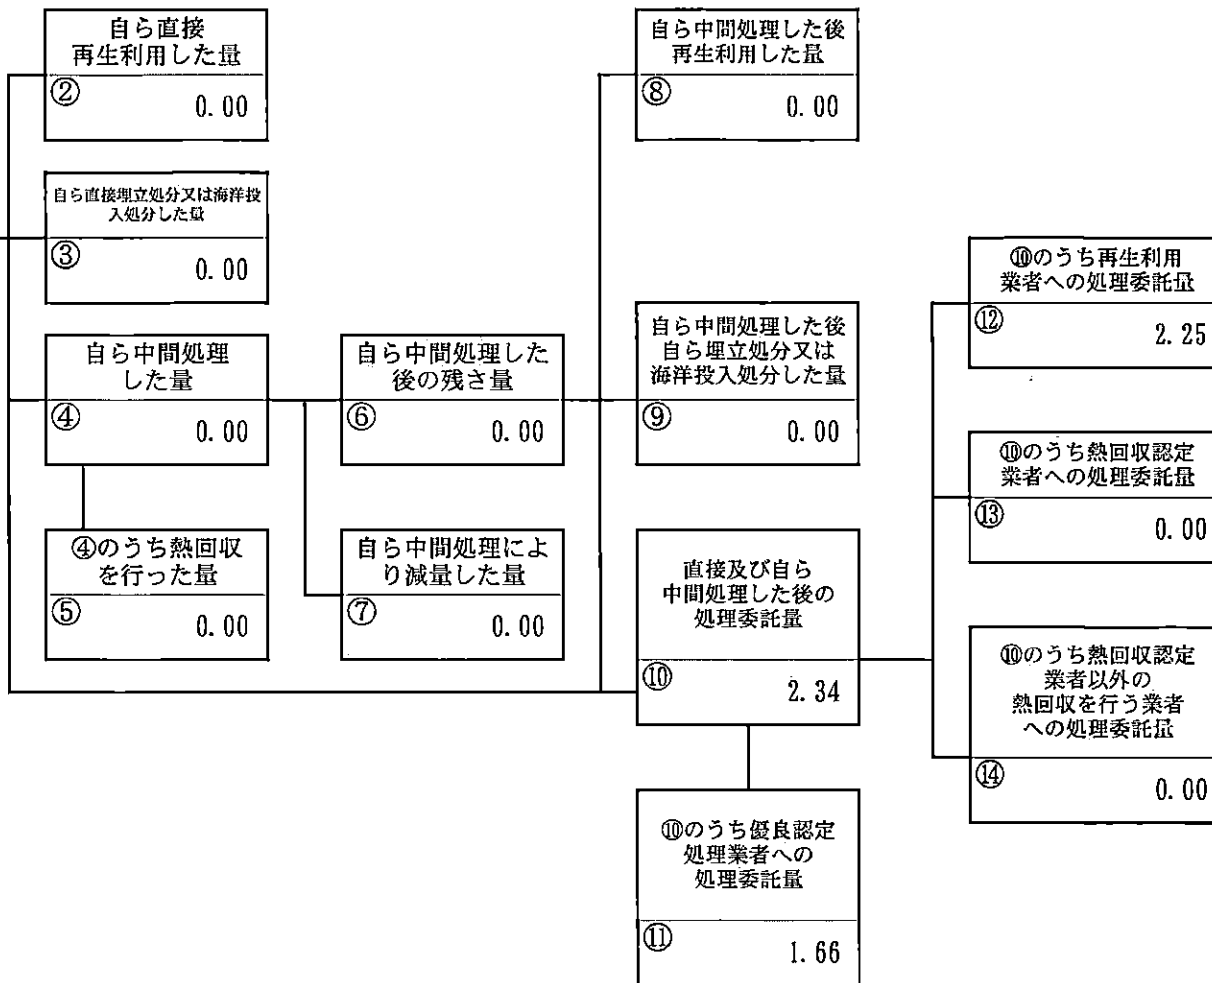 自ら直接
再生利用した量
②
0.00
自ら直接埋立処分又は海洋投
入処分した量
③
0.00
自ら中間処理
した量
④
0.00
④のうち熱回収
を行った量
⑤
0.00
自ら中間処理した
後の残さ量
⑥
0.00
自ら中間処理によ
り減量した量
⑦
0.00
自ら中間処理した後
再生利用した量
⑧
0.00
自ら中間処理した後
自ら埋立処分又は
海洋投入処分した量
⑨
0.00
直接及び自ら
中間処理した後の
処理委託量
⑩
2.34
⑩のうち優良認定
処理業者への
処理委託量
⑪
1.66
⑩のうち再生利用
業者への処理委託量
⑫
2.25
⑩のうち熱回収認定
業者への処理委託量
⑬
0.00
⑩のうち熱回収認定
業者以外の
熱回収を行う業者
への処理委託量
⑭
0.00